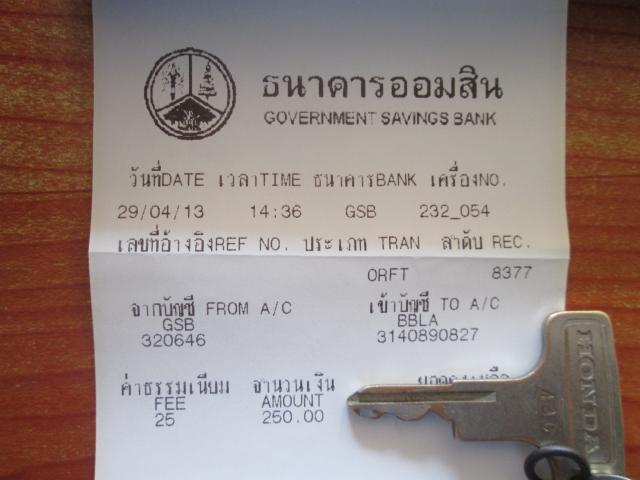 ธนาคารออมสิน
GOVERNMENT SAVINGS BANK
วันที่DATE เวลาTIME ธนาคารBANK เครื่องNO.
29/04/13 14:36 GSB 232_054
เลขที่อ้างอิงREF NO. ประเภท TRAN ลำดับ REC.
ORFT 8377
จากบัญชี FROM A/C เข้าบัญชี TO A/C
GSB BBLA
320646 3140890827
ค่าธรรมเนียม จำนวนเงิน
FEE AMOUNT
25 250.00
HONDA